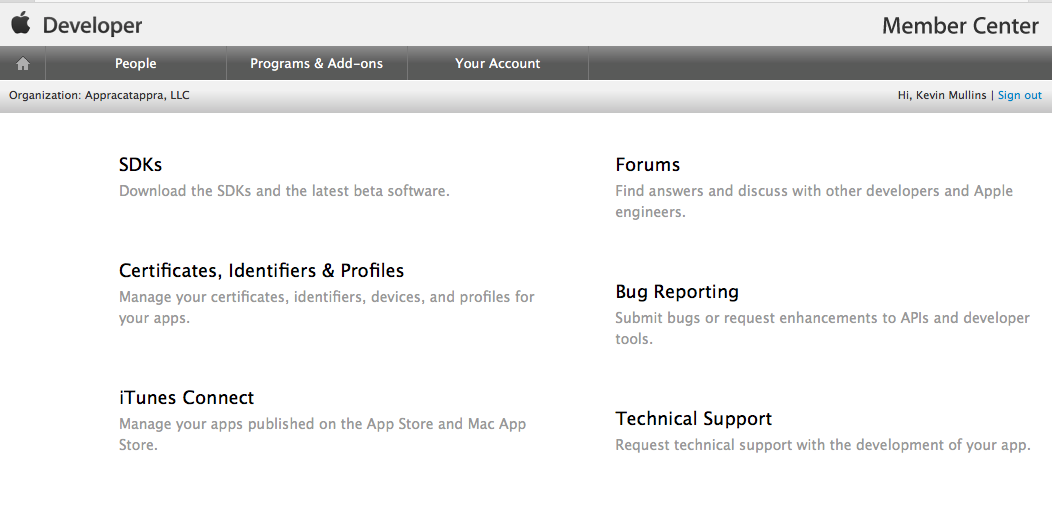 Developer
Member Center
People
Programs & Add-ons
Your Account
Organization: Appracatappra, LLC
Hi, Kevin Mullins | Sign out
SDKs
Download the SDKs and the latest beta software.
Certificates, Identifiers & Profiles
Manage your certificates, identifiers, devices, and profiles for
your apps.
iTunes Connect
Manage your apps published on the App Store and Mac App
Store.
Forums
Find answers and discuss with other developers and Apple
engineers.
Bug Reporting
Submit bugs or request enhancements to APIs and developer
tools.
Technical Support
Request technical support with the development of your app.